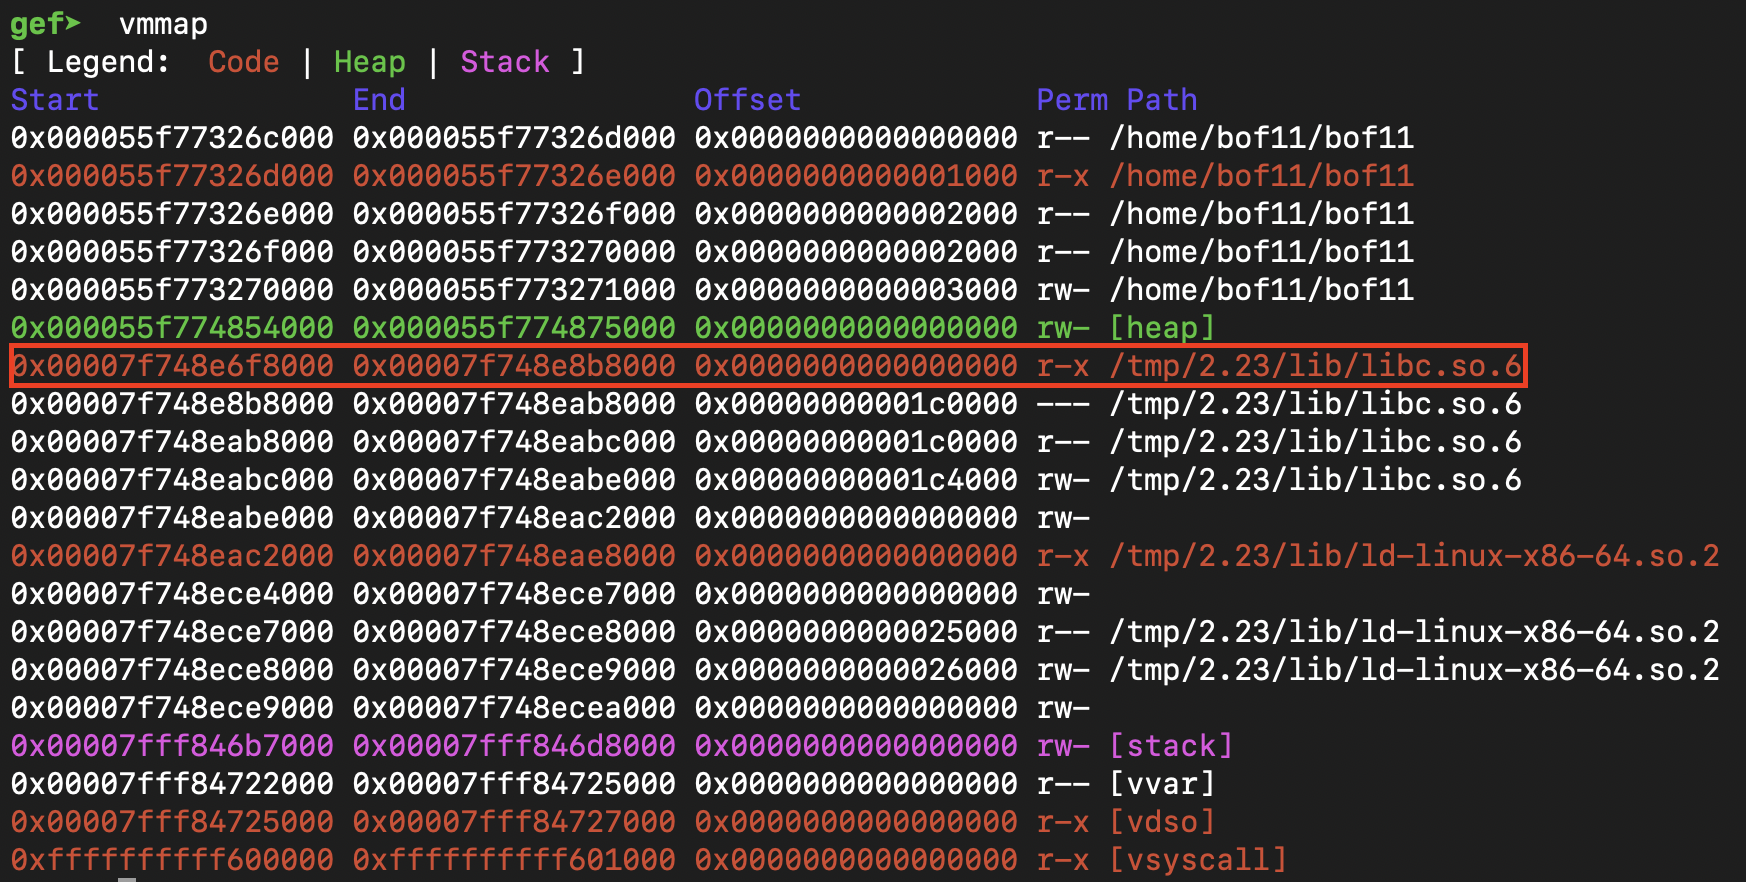 gef➤  vmmap
[ Legend:  Code | Heap | Stack ]
Start              End                Offset             Perm Path
0x000055f77326c000 0x000055f77326d000 0x0000000000000000 r-- /home/bof11/bof11
0x000055f77326d000 0x000055f77326e000 0x0000000000001000 r-x /home/bof11/bof11
0x000055f77326e000 0x000055f77326f000 0x0000000000002000 r-- /home/bof11/bof11
0x000055f77326f000 0x000055f773270000 0x0000000000002000 r-- /home/bof11/bof11
0x000055f773270000 0x000055f773271000 0x0000000000003000 rw- /home/bof11/bof11
0x000055f774854000 0x000055f774875000 0x0000000000000000 rw- [heap]
0x00007f748e6f8000 0x00007f748e8b8000 0x0000000000000000 r-x /tmp/2.23/lib/libc.so.6
0x00007f748e8b8000 0x00007f748eab8000 0x00000000001c0000 --- /tmp/2.23/lib/libc.so.6
0x00007f748eab8000 0x00007f748eabc000 0x00000000001c0000 r-- /tmp/2.23/lib/libc.so.6
0x00007f748eabc000 0x00007f748eabe000 0x00000000001c4000 rw- /tmp/2.23/lib/libc.so.6
0x00007f748eabe000 0x00007f748eac2000 0x0000000000000000 rw-
0x00007f748eac2000 0x00007f748eae8000 0x0000000000000000 r-x /tmp/2.23/lib/ld-linux-x86-64.so.2
0x00007f748ece4000 0x00007f748ece7000 0x0000000000000000 rw-
0x00007f748ece7000 0x00007f748ece8000 0x0000000000025000 r-- /tmp/2.23/lib/ld-linux-x86-64.so.2
0x00007f748ece8000 0x00007f748ece9000 0x0000000000026000 rw- /tmp/2.23/lib/ld-linux-x86-64.so.2
0x00007f748ece9000 0x00007f748ecea000 0x0000000000000000 rw-
0x00007fff846b7000 0x00007fff846d8000 0x0000000000000000 rw- [stack]
0x00007fff84722000 0x00007fff84725000 0x0000000000000000 r-- [vvar]
0x00007fff84725000 0x00007fff84727000 0x0000000000000000 r-x [vdso]
0xffffffffff600000 0xffffffffff601000 0x0000000000000000 r-x [vsyscall]